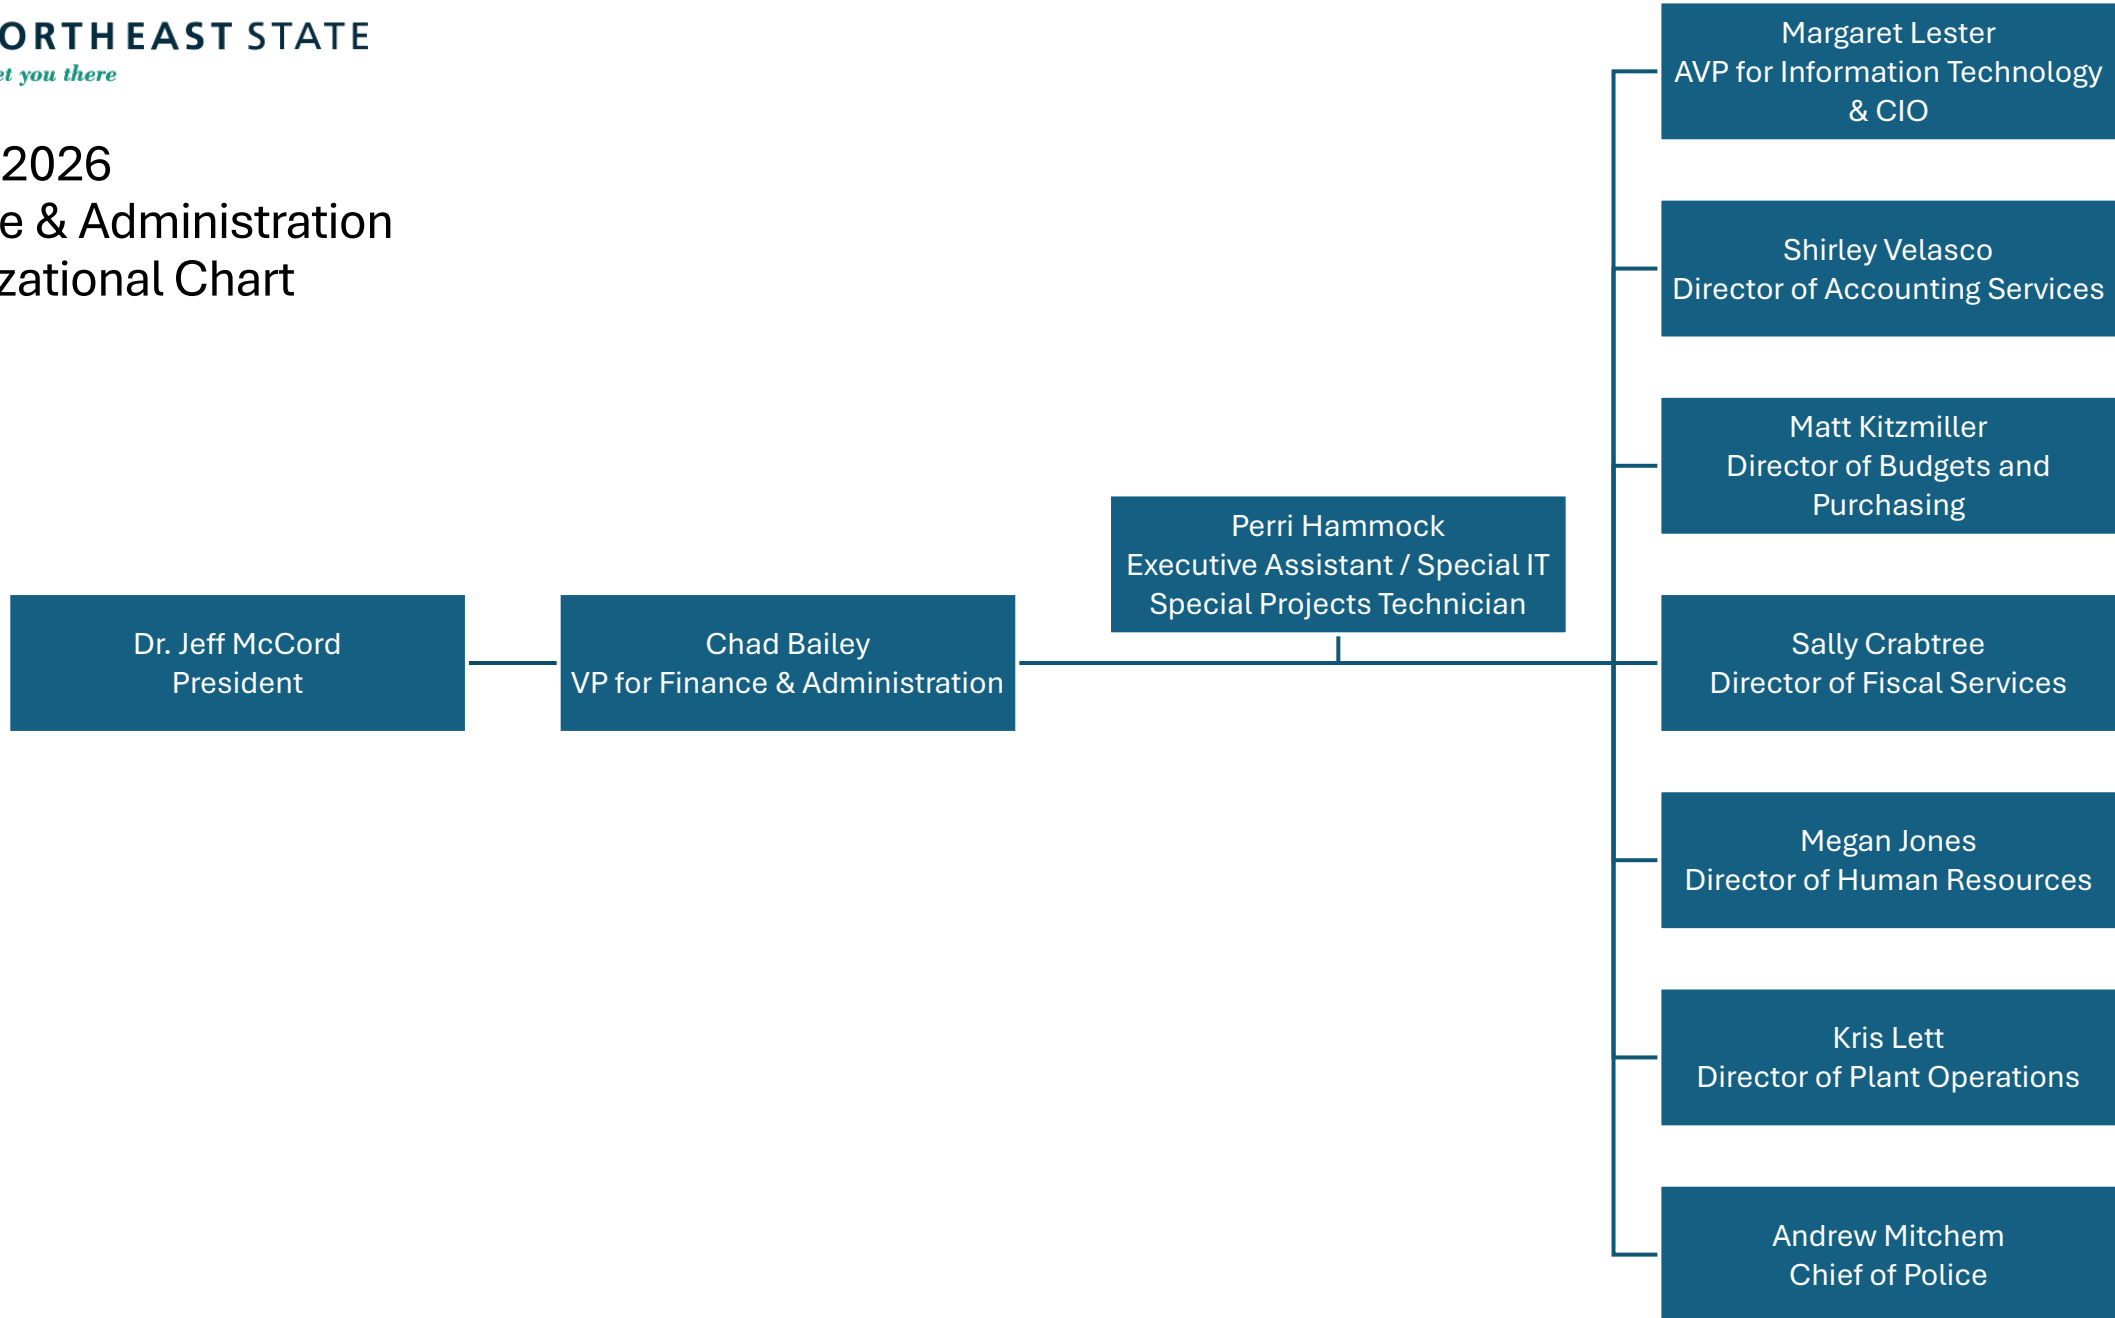 ORTHEAST STATE
et you there
2026
e & Administration
zational Chart
Margaret Lester
AVP for Information Technology
& CIO
Shirley Velasco
Director of Accounting Services
Matt Kitzmiller
Director of Budgets and
Purchasing
Perri Hammock
Executive Assistant / Special IT
Special Projects Technician
Dr. Jeff McCord
President
Chad Bailey
VP for Finance & Administration
Sally Crabtree
Director of Fiscal Services
Megan Jones
Director of Human Resources
Kris Lett
Director of Plant Operations
Andrew Mitchem
Chief of Police